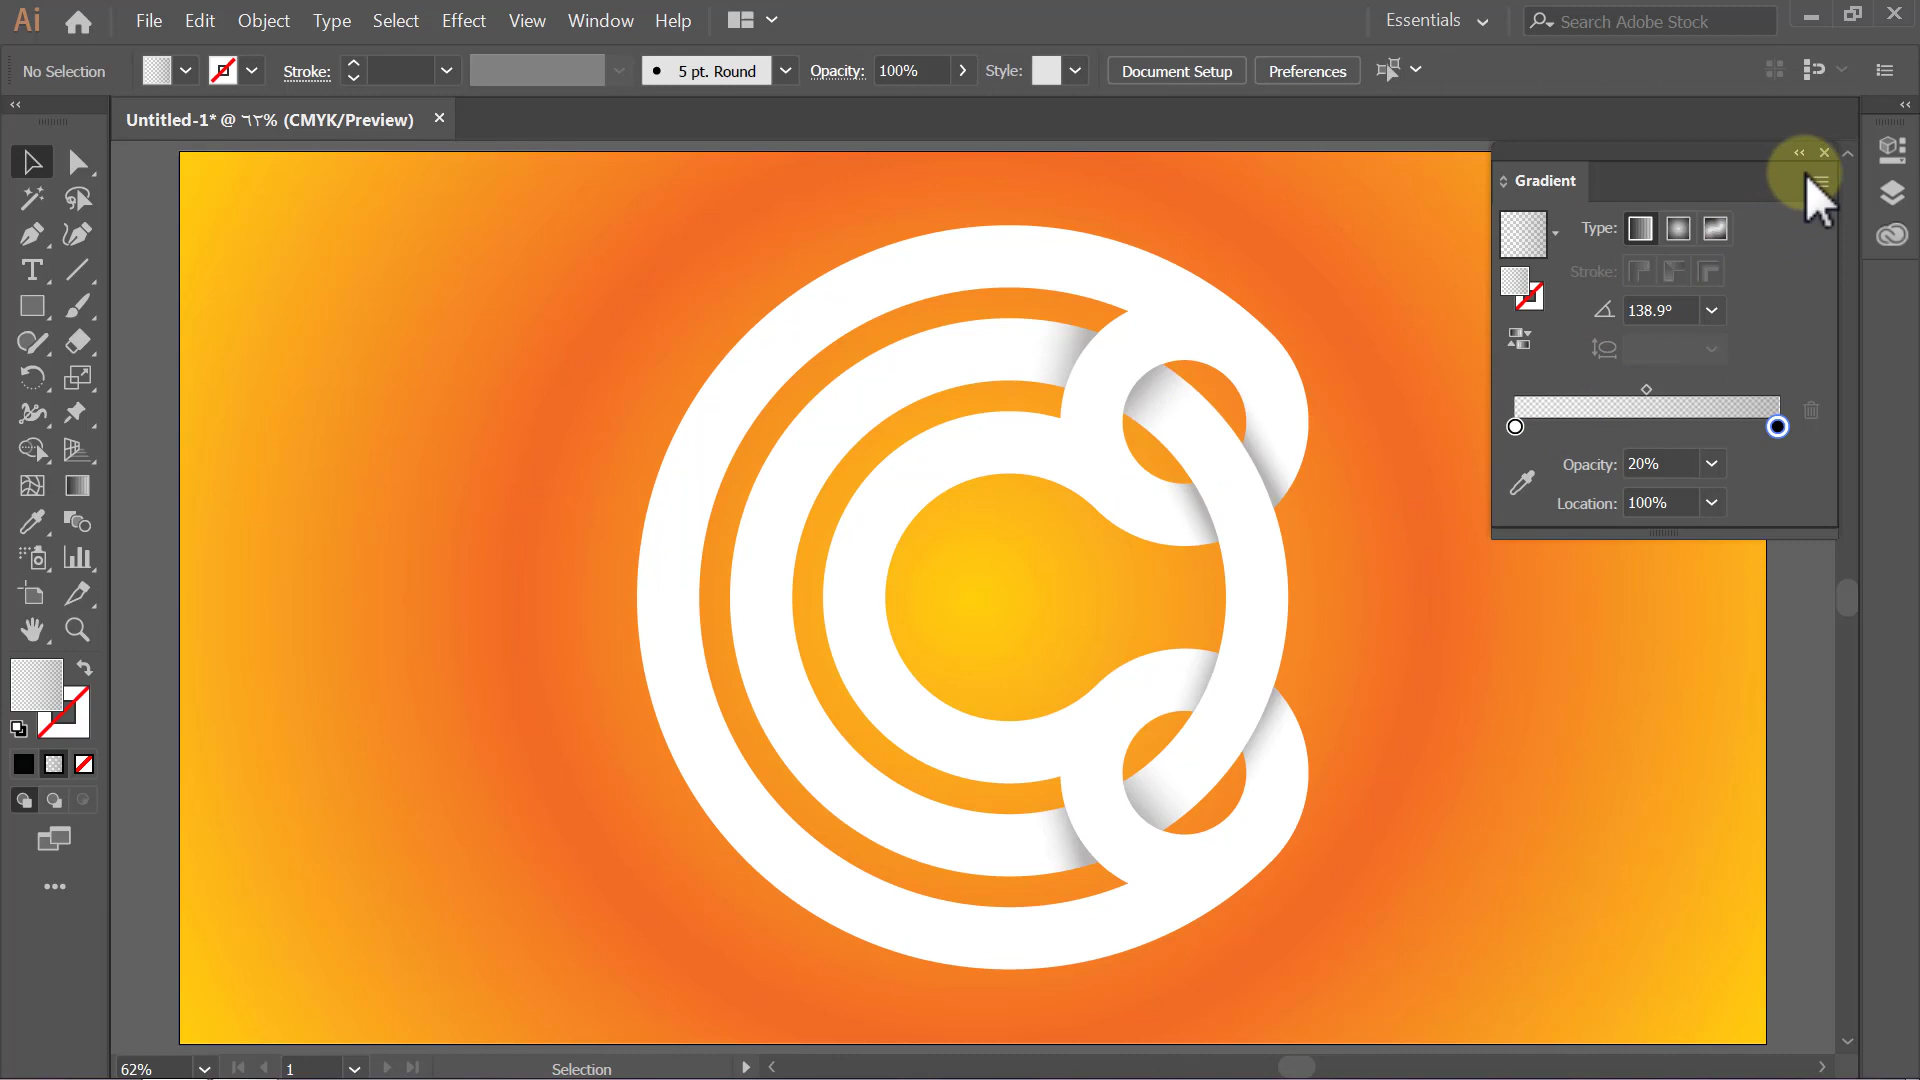 Ai File Edit Object Type Select Effect View Window Help Essentials Search Adobe Stock
No Selection Stroke: 5 pt. Round Opacity: 100% Style: Document Setup Preferences
Untitled-1* @ ٦٢% (CMYK/Preview)
Gradient
Type:
Stroke:
138.9°
Opacity: 20%
Location: 100%
62% 1 Selection